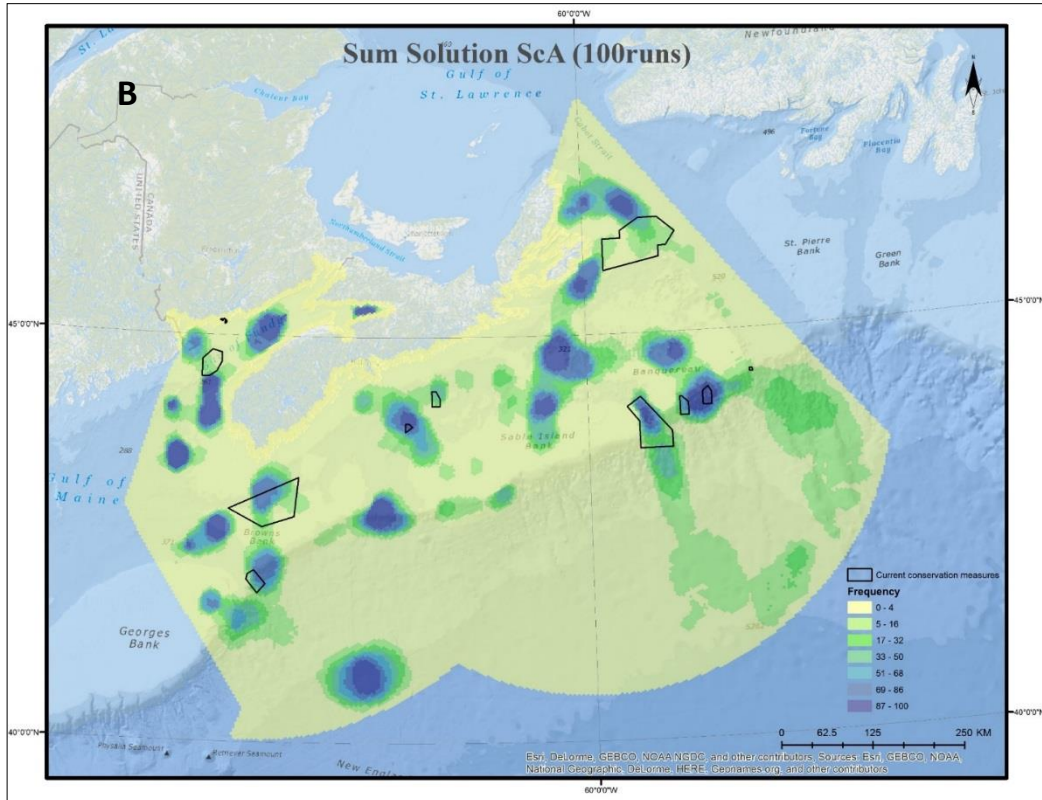 60°0'0"W
Sum Solution ScA (100runs)
B
Newfoundland
Gulf of
St. Lawrence
Chaleur Bay
Cabot Strait
496
Placentia
Bay
CANADA
UNITED STATES
Northumberland Strait
St. Pierre
Bank
Green
Bank
520
45°0'0"N
45°0'0"N
322
Banquereau
Sable Island
Bank
288
Gulf of
Maine
371
Browns
Bank
Georges
Bank
Current conservation measures
Frequency
0 - 4
5 - 16
17 - 32
33 - 50
51 - 68
69 - 86
87 - 100
40°0'0"N
40°0'0"N
0 62.5 125 250 KM
Physalia Seamount
Retriever Seamount
New England
Esri, DeLorme, GEBCO, NOAA NGDC, and other contributors, Sources: Esri, GEBCO, NOAA,
National Geographic, DeLorme, HERE, Geonames.org, and other contributors
60°0'0"W